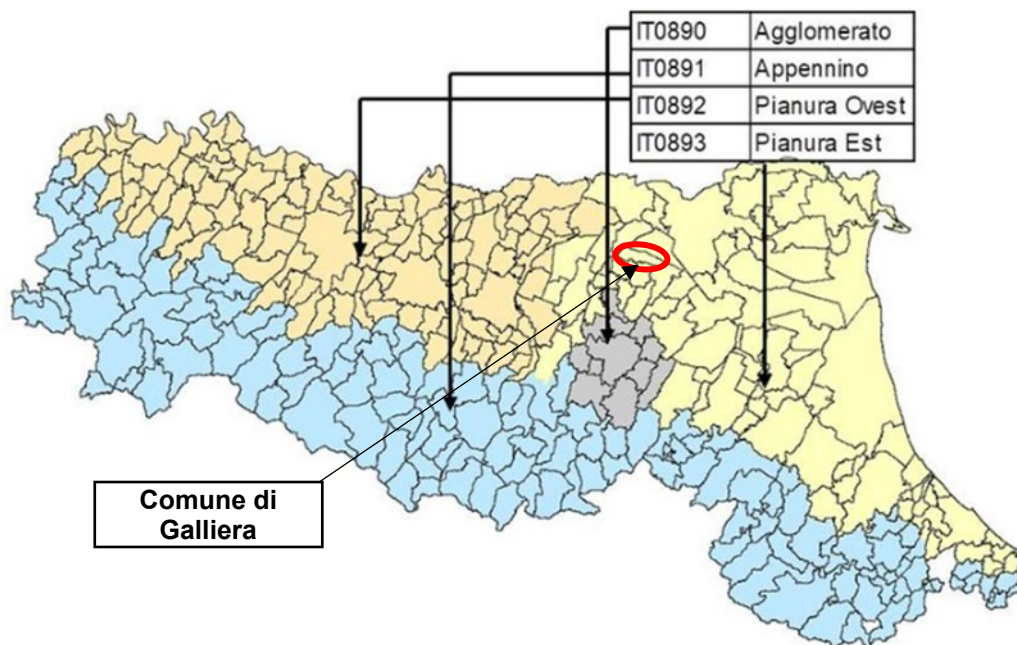 IT0890 Agglomerato
IT0891 Appennino
IT0892 Pianura Ovest
IT0893 Pianura Est
Comune di
Galliera